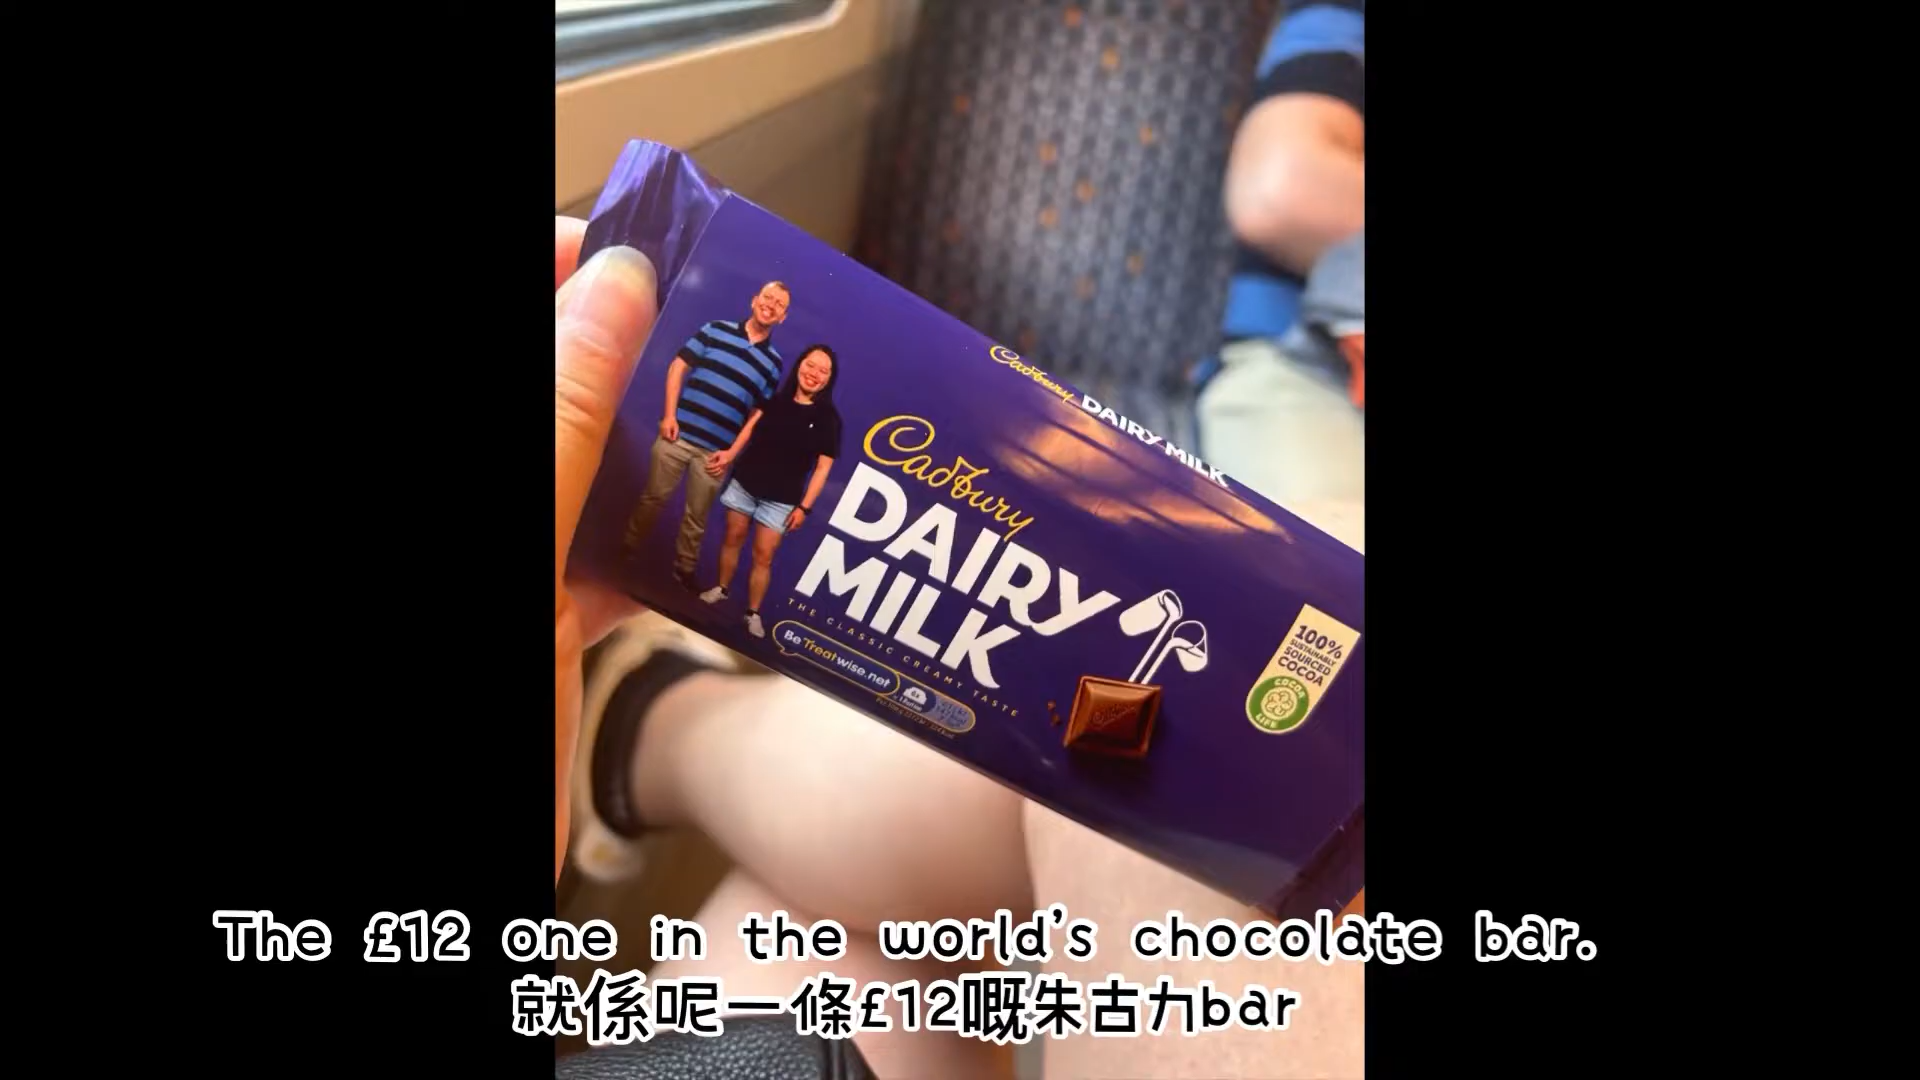 Cadbury
DAIRY MILK
Cadbury
DAIRY
MILK
THE CLASSIC CREAMY TASTE
Be Treatwise.net
100%
SUSTAINABLY
SOURCED
COCOA
COCOA
LIFE
The £12 one in the world's chocolate bar.
就係呢一條£12嘅朱古力bar